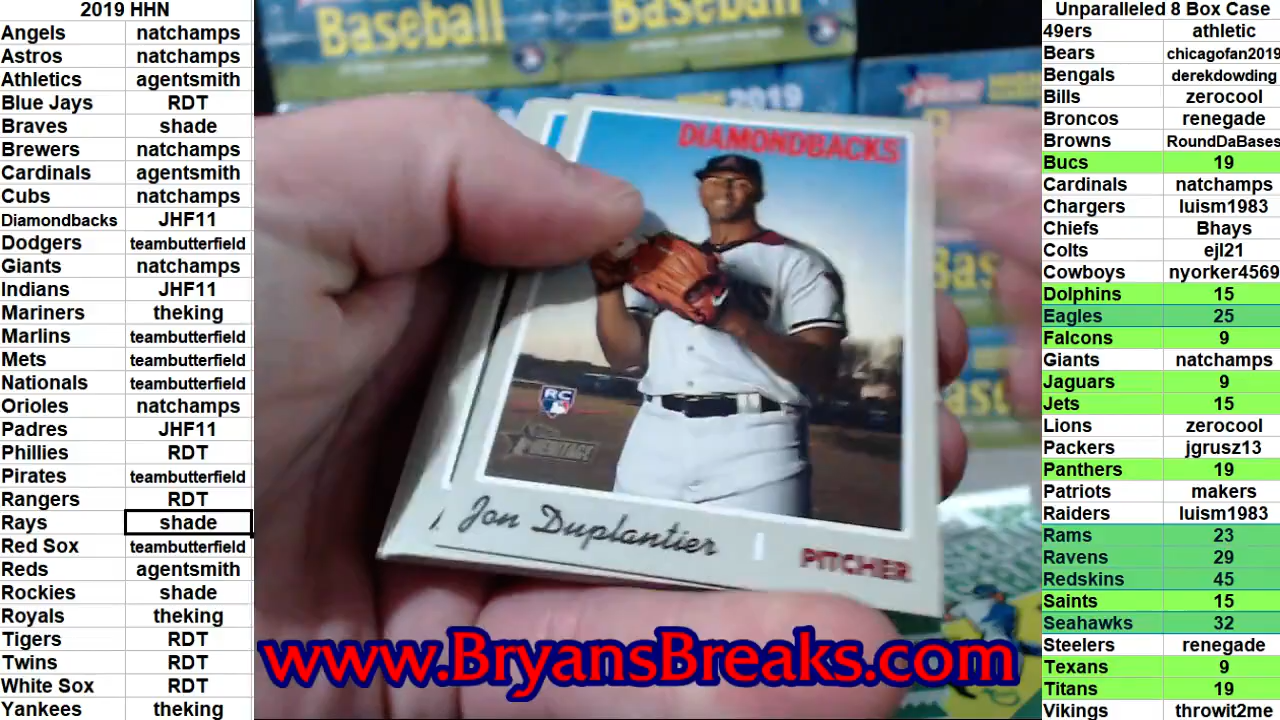 2019 HHN
Angels natchamps
Astros natchamps
Athletics agentsmith
Blue Jays RDT
Braves shade
Brewers natchamps
Cardinals agentsmith
Cubs natchamps
Diamondbacks JHF11
Dodgers teambutterfield
Giants natchamps
Indians JHF11
Mariners theking
Marlins teambutterfield
Mets teambutterfield
Nationals teambutterfield
Orioles natchamps
Padres JHF11
Phillies RDT
Pirates teambutterfield
Rangers RDT
Rays shade
Red Sox teambutterfield
Reds agentsmith
Rockies shade
Royals theking
Tigers RDT
Twins RDT
White Sox RDT
Yankees theking
Baseball
Baseball
2019
DIAMONDBACKS
RC
HERITAGE
Jon Duplantier
PITCHER
www.BryansBreaks.com
Unparalleled 8 Box Case
49ers athletic
Bears chicagofan2019
Bengals derekdowding
Bills zerocool
Broncos renegade
Browns RoundDaBases
Bucs 19
Cardinals natchamps
Chargers luism1983
Chiefs Bhays
Colts ejl21
Cowboys nyorker4569
Dolphins 15
Eagles 25
Falcons 9
Giants natchamps
Jaguars 9
Jets 15
Lions zerocool
Packers jgrusz13
Panthers 19
Patriots makers
Raiders luism1983
Rams 23
Ravens 29
Redskins 45
Saints 15
Seahawks 32
Steelers renegade
Texans 9
Titans 19
Vikings throwit2me